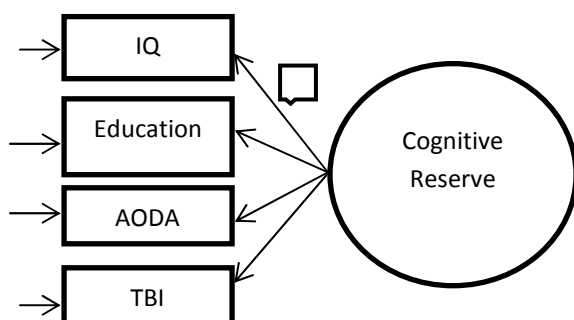 IQ
Education
AODA
TBI
Cognitive
Reserve